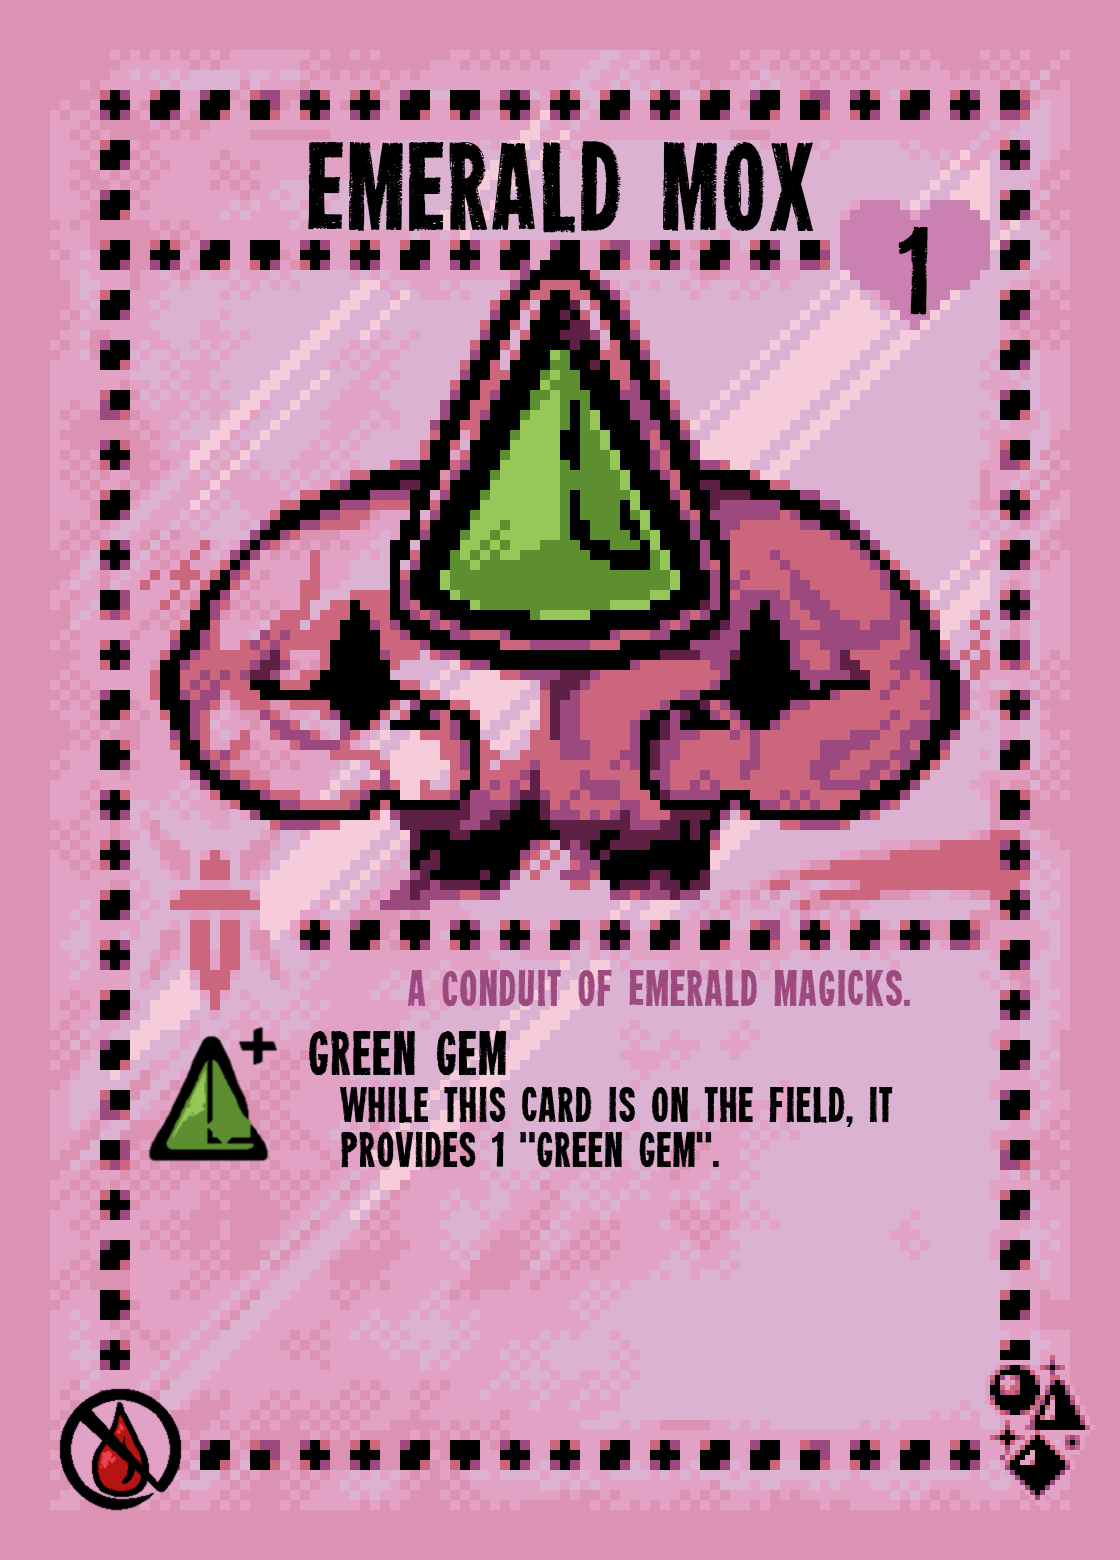 EMERALD MOX
1
A CONDUIT OF EMERALD MAGICKS.
GREEN GEM
WHILE THIS CARD IS ON THE FIELD, IT
PROVIDES 1 "GREEN GEM".